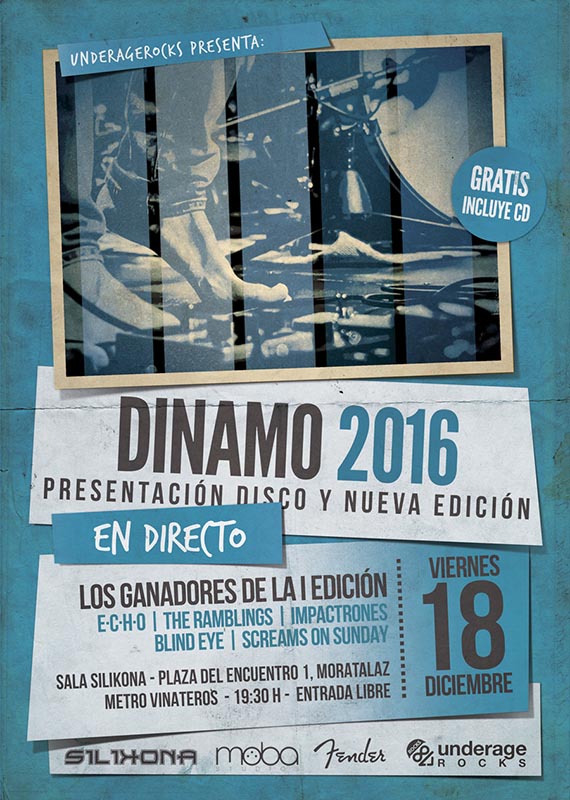 UNDERAGEROCKS PRESENTA:
GRATIS
INCLUYE CD
DINAMO 2016
PRESENTACIÓN DISCO Y NUEVA EDICIÓN
EN DIRECTO
LOS GANADORES DE LA I EDICIÓN
E·C·H·O | THE RAMBLINGS | IMPACTRONES
BLIND EYE | SCREAMS ON SUNDAY
VIERNES
18
DICIEMBRE
SALA SILIKONA - PLAZA DEL ENCUENTRO 1, MORATALAZ
METRO VINATEROS - 19:30 H - ENTRADA LIBRE
SILIKONA
moba
STUDIOS
Fender
underage
ROCKS